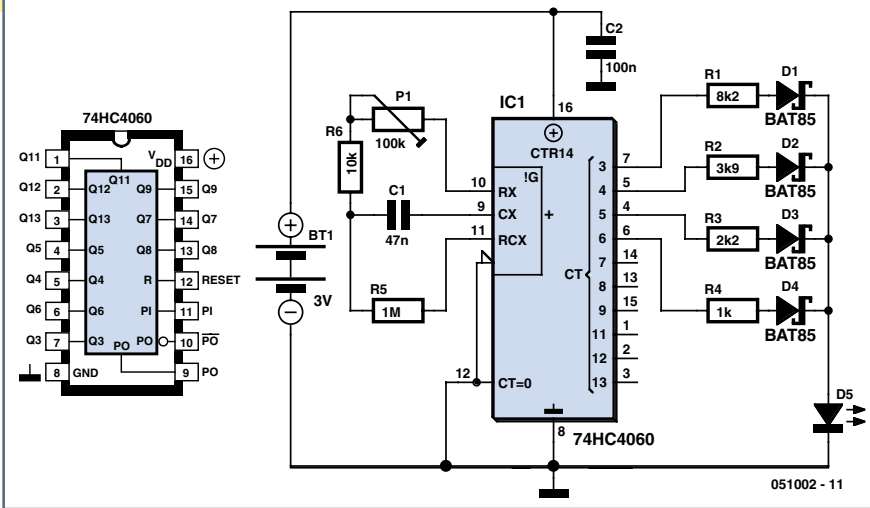 74HC4060
Q11 1 VDD 16 +
Q11
Q12 2 Q12 Q9 15 Q9
Q13 3 Q13 Q7 14 Q7
Q5 4 Q5 Q8 13 Q8
Q4 5 Q4 R 12 RESET
Q6 6 Q6 PI 11 PI
Q3 7 Q3 PO 10 PO
PO
8 GND 9 PO
BT1
3V
+
−
R6
10k
P1
100k
C1
47n
R5
1M
C2
100n
IC1
16
+
CTR14
!G
10 RX
9 CX
11 RCX
+
CT
12 CT=0
3 7
4 5
5 4
6 6
7 14
8 13
9 15
11 1
12 2
13 3
8
74HC4060
R1
8k2
D1
BAT85
R2
3k9
D2
BAT85
R3
2k2
D3
BAT85
R4
1k
D4
BAT85
D5
051002 - 11